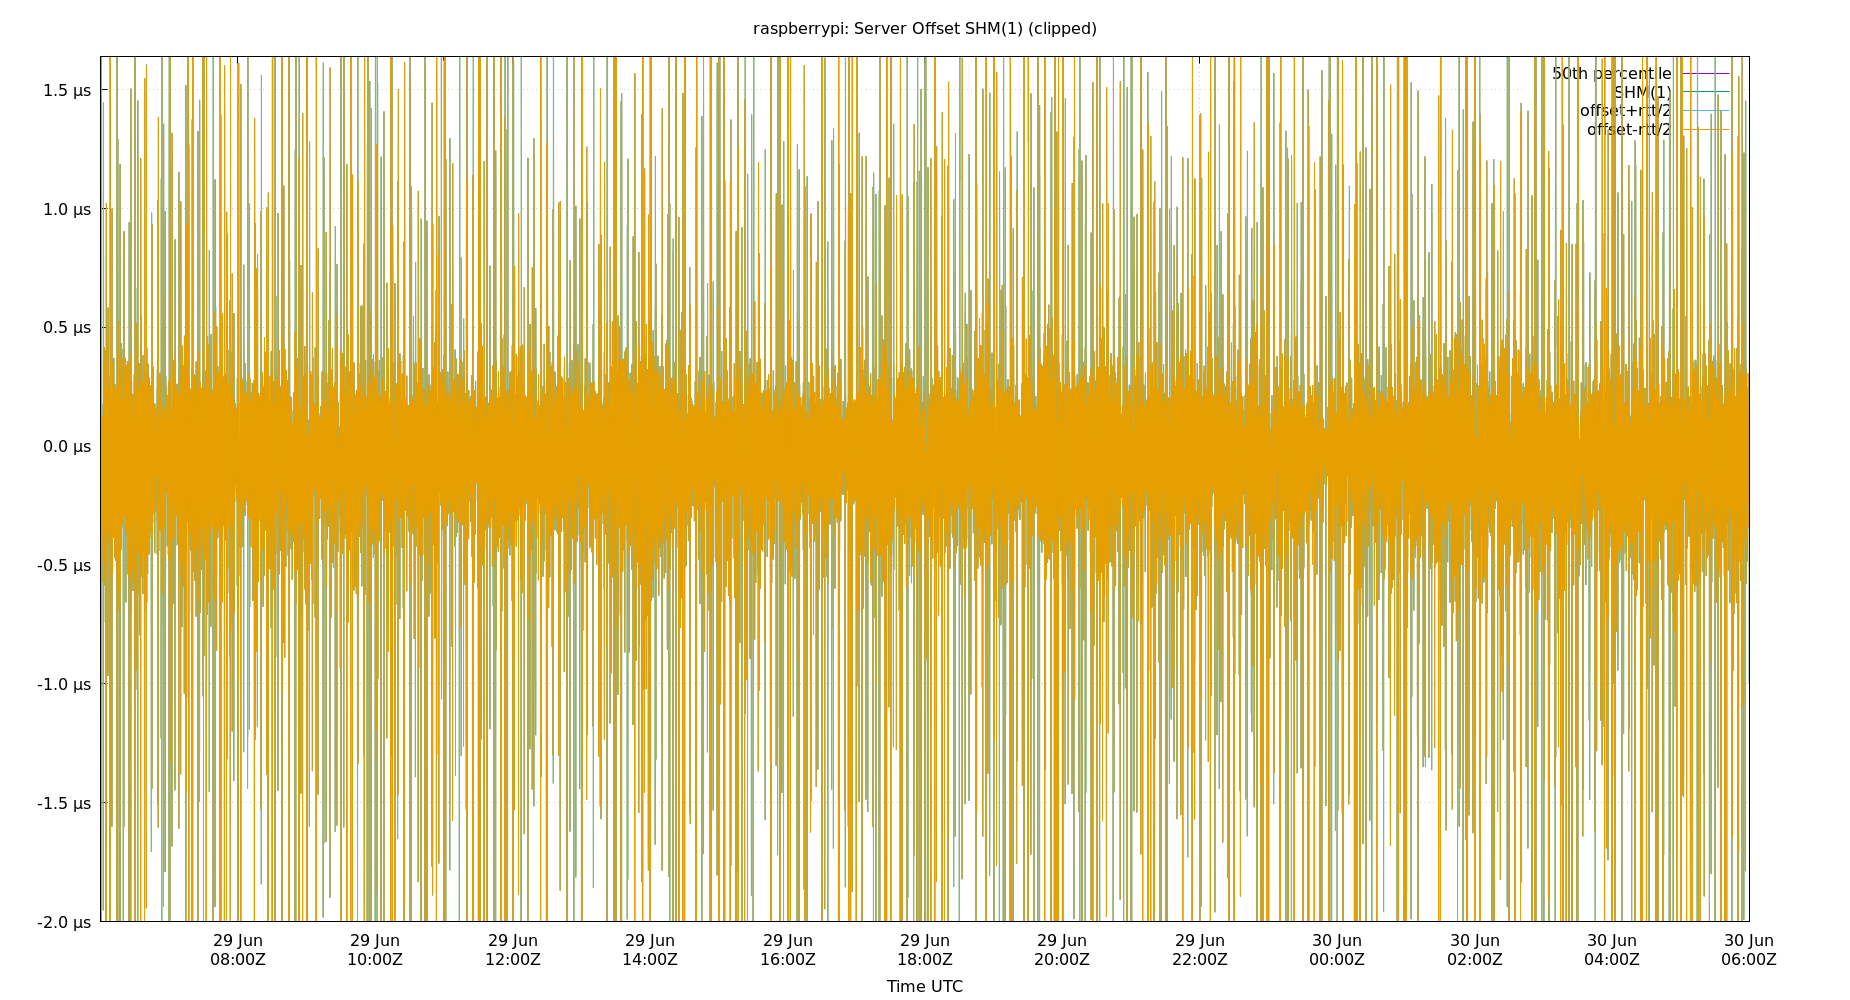 raspberrypi: Server Offset SHM(1) (clipped)
50th percentile
SHM(1)
offset+rtt/2
offset-rtt/2
1.5 µs
1.0 µs
0.5 µs
0.0 µs
-0.5 µs
-1.0 µs
-1.5 µs
-2.0 µs
29 Jun 29 Jun 29 Jun 29 Jun 29 Jun 29 Jun 29 Jun 29 Jun 30 Jun 30 Jun 30 Jun 30 Jun
08:00Z 10:00Z 12:00Z 14:00Z 16:00Z 18:00Z 20:00Z 22:00Z 00:00Z 02:00Z 04:00Z 06:00Z
Time UTC